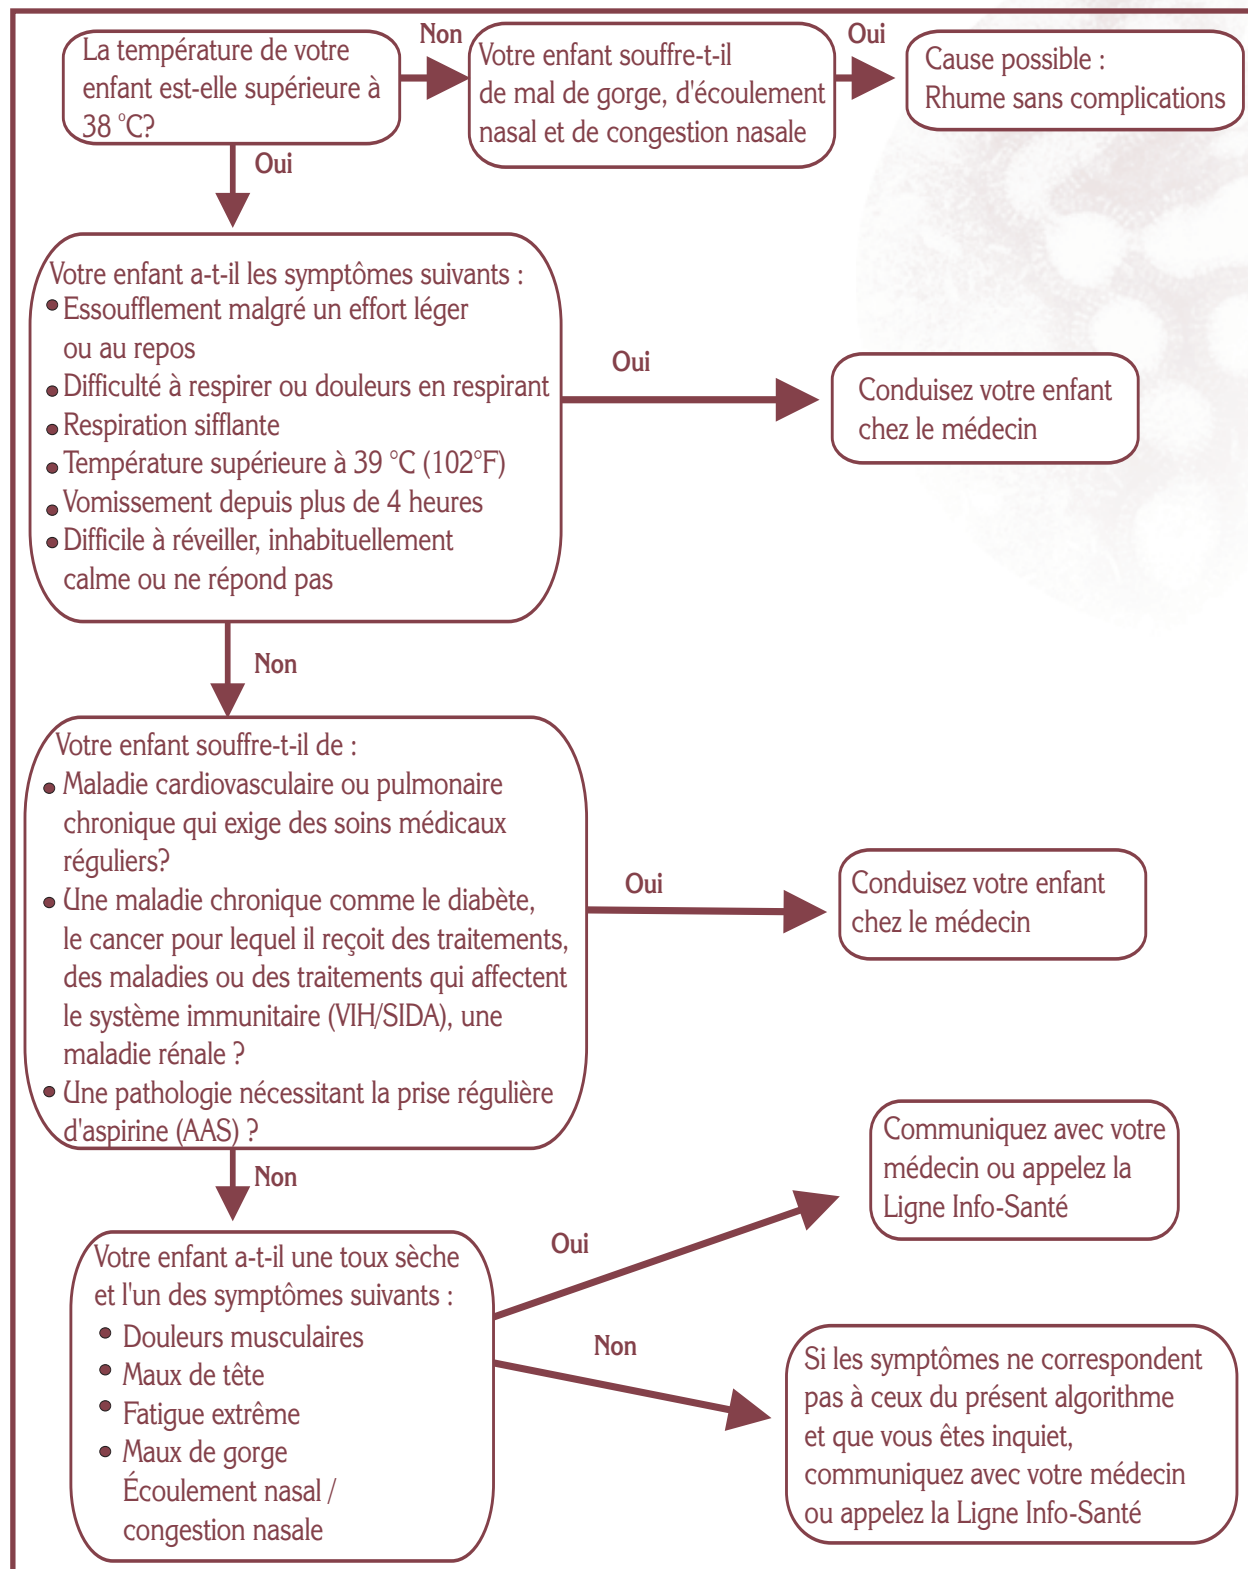 La température de votre
enfant est-elle supérieure à
38 °C?
Non
Votre enfant souffre-t-il
de mal de gorge, d'écoulement
nasal et de congestion nasale
Oui
Cause possible :
Rhume sans complications
Oui
Votre enfant a-t-il les symptômes suivants :
• Essoufflement malgré un effort léger
ou au repos
• Difficulté à respirer ou douleurs en respirant
• Respiration sifflante
• Température supérieure à 39 °C (102°F)
• Vomissement depuis plus de 4 heures
• Difficile à réveiller, inhabituellement
calme ou ne répond pas
Oui
Conduisez votre enfant
chez le médecin
Non
Votre enfant souffre-t-il de :
• Maladie cardiovasculaire ou pulmonaire
chronique qui exige des soins médicaux
réguliers?
• Une maladie chronique comme le diabète,
le cancer pour lequel il reçoit des traitements,
des maladies ou des traitements qui affectent
le système immunitaire (VIH/SIDA), une
maladie rénale ?
• Une pathologie nécessitant la prise régulière
d'aspirine (AAS) ?
Oui
Conduisez votre enfant
chez le médecin
Non
Votre enfant a-t-il une toux sèche
et l'un des symptômes suivants :
• Douleurs musculaires
• Maux de tête
• Fatigue extrême
• Maux de gorge
Écoulement nasal /
congestion nasale
Oui
Communiquez avec votre
médecin ou appelez la
Ligne Info-Santé
Non
Si les symptômes ne correspondent
pas à ceux du présent algorithme
et que vous êtes inquiet,
communiquez avec votre médecin
ou appelez la Ligne Info-Santé